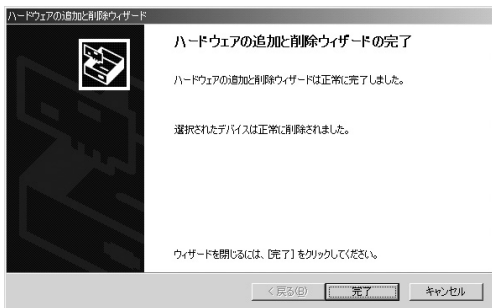 ハードウェアの追加と削除ウィザード
ハードウェアの追加と削除ウィザードの完了
ハードウェアの追加と削除ウィザードは正常に完了しました。
選択されたデバイスは正常に削除されました。
ウィザードを閉じるには、[完了] をクリックしてください。
< 戻る(B)
完了
キャンセル